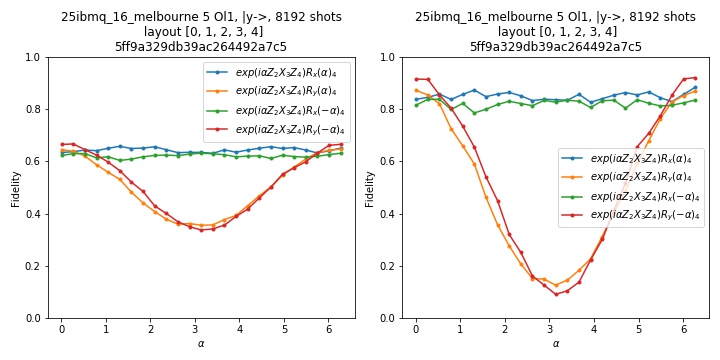 25ibmq_16_melbourne 5 Ol1, |y->, 8192 shots
layout [0, 1, 2, 3, 4]
5ff9a329db39ac264492a7c5
1.0
0.8
0.6
0.4
0.2
0.0
Fidelity
exp(iαZ₂X₃Z₄)Rₓ(α)₄
exp(iαZ₂X₃Z₄)R_y(α)₄
exp(iαZ₂X₃Z₄)Rₓ(−α)₄
exp(iαZ₂X₃Z₄)R_y(−α)₄
0 1 2 3 4 5 6
α
25ibmq_16_melbourne 5 Ol1, |y->, 8192 shots
layout [0, 1, 2, 3, 4]
5ff9a329db39ac264492a7c5
1.0
0.8
0.6
0.4
0.2
0.0
Fidelity
exp(iαZ₂X₃Z₄)Rₓ(α)₄
exp(iαZ₂X₃Z₄)R_y(α)₄
exp(iαZ₂X₃Z₄)Rₓ(−α)₄
exp(iαZ₂X₃Z₄)R_y(−α)₄
0 1 2 3 4 5 6
α